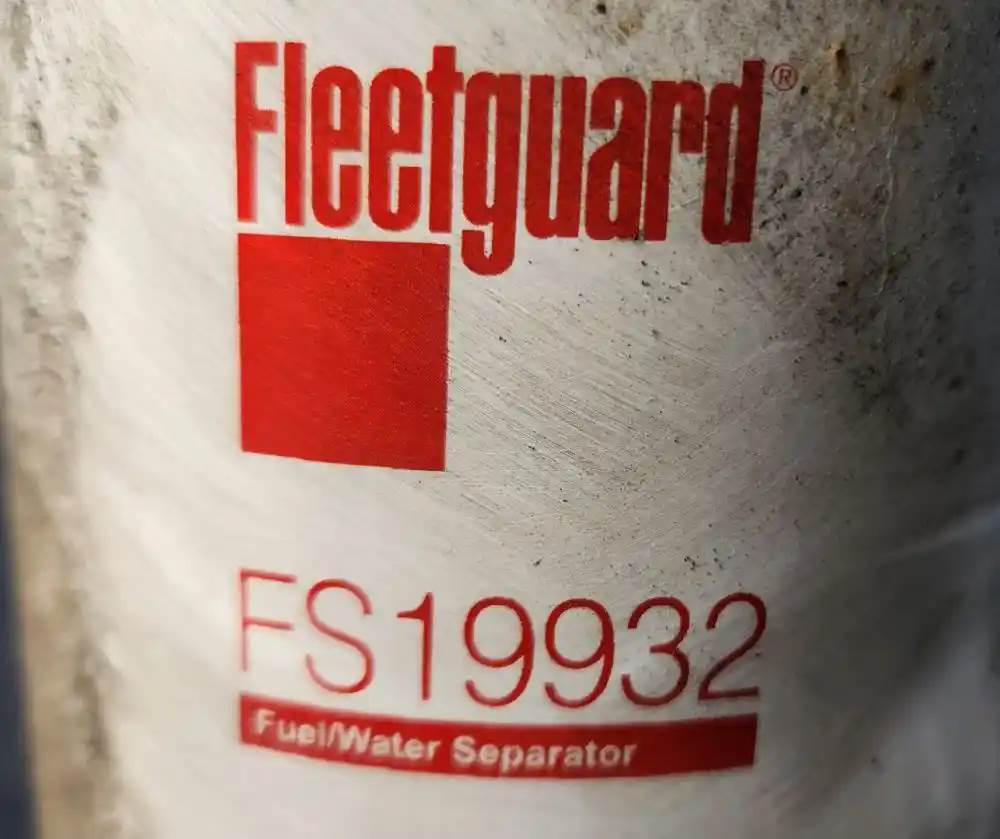 Fleetguard®
FS19932
Fuel/Water Separator